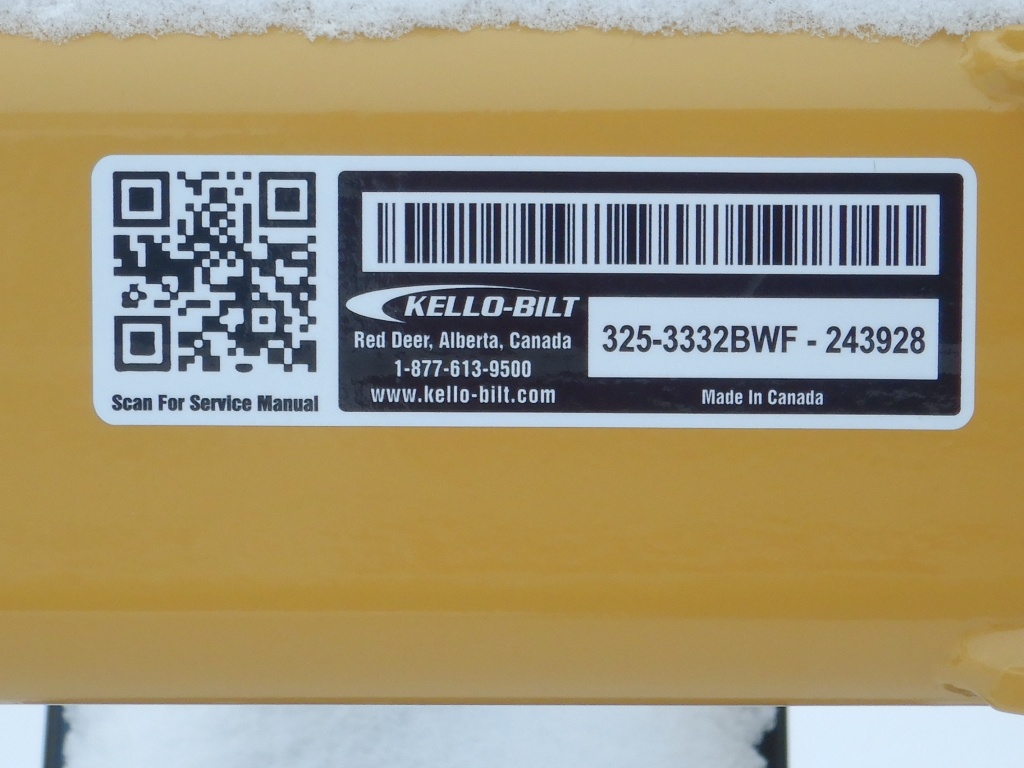 Scan For Service Manual
KELLO-BILT
Red Deer, Alberta, Canada
1-877-613-9500
www.kello-bilt.com
325-3332BWF - 243928
Made In Canada